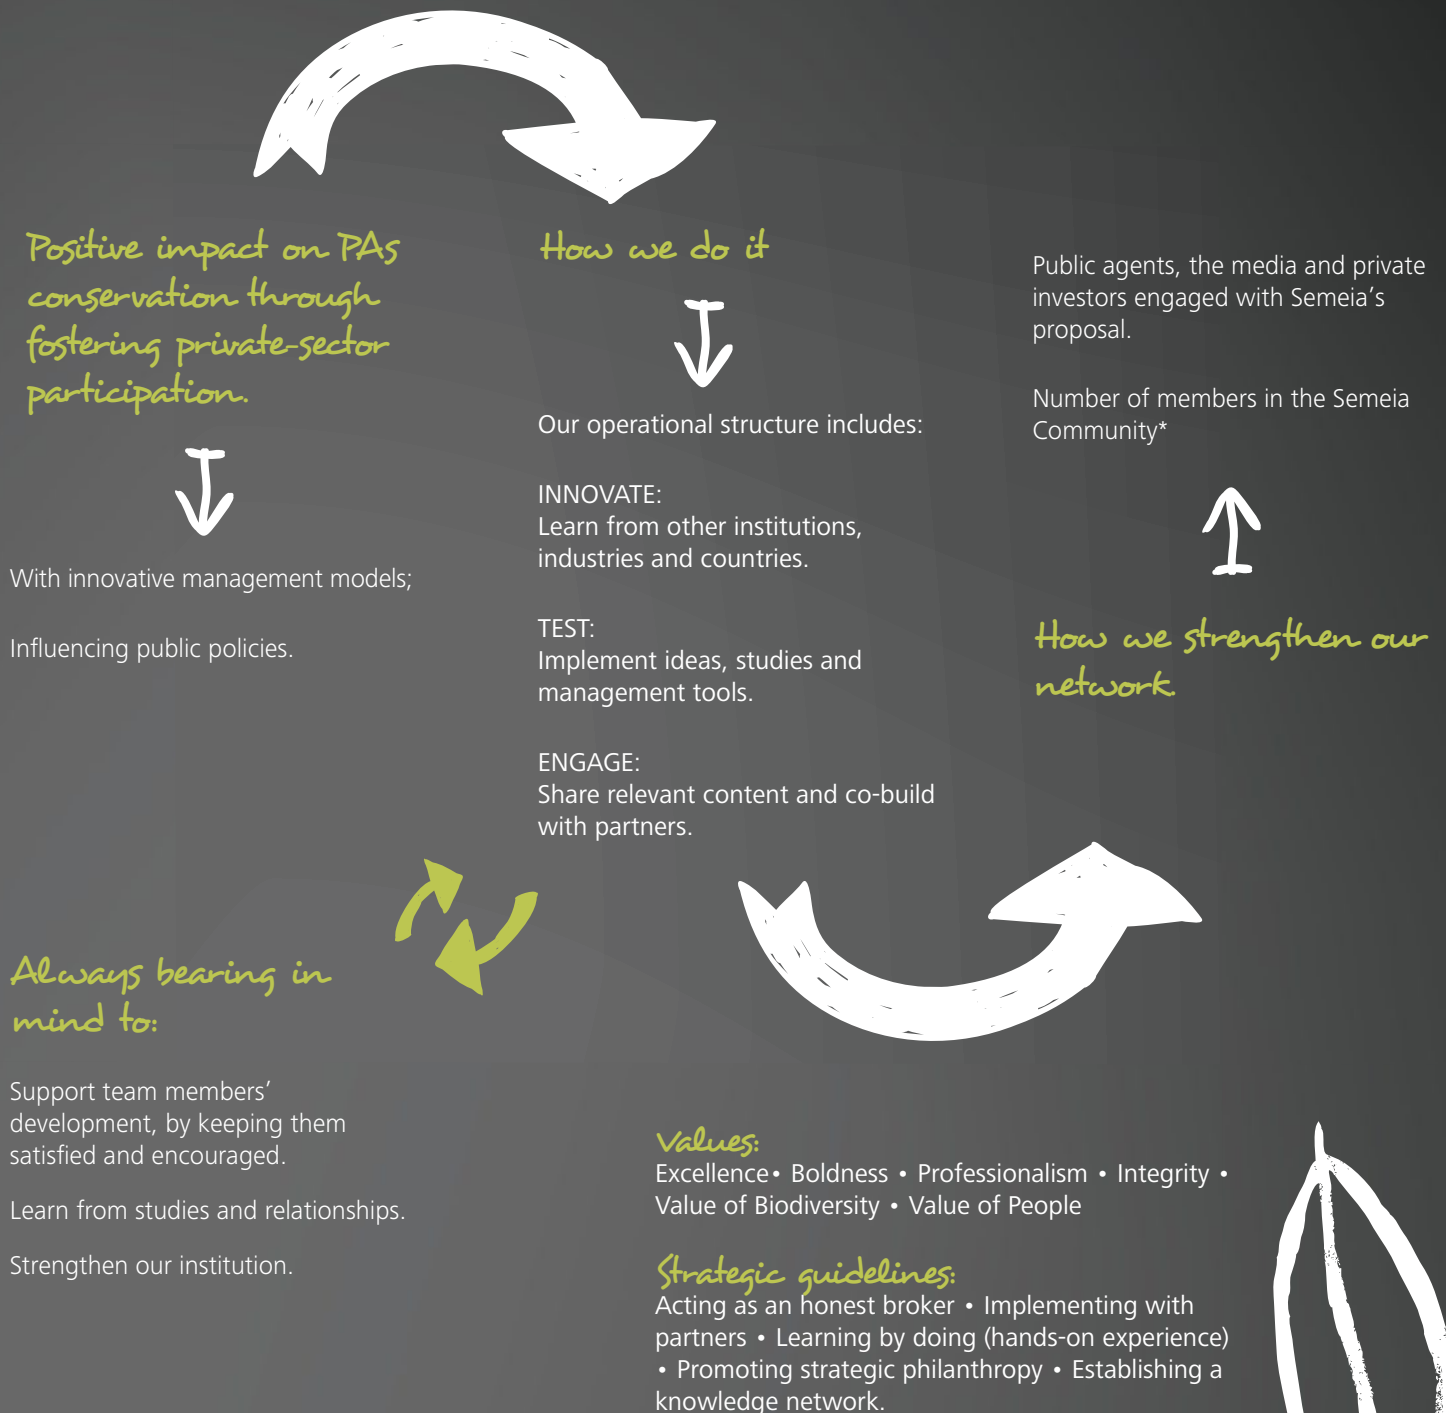 Positive impact on PAs
conservation through
fostering private-sector
participation.
With innovative management models;
Influencing public policies.
How we do it
Our operational structure includes:
INNOVATE:
Learn from other institutions,
industries and countries.
TEST:
Implement ideas, studies and
management tools.
ENGAGE:
Share relevant content and co-build
with partners.
Public agents, the media and private
investors engaged with Semeia’s
proposal.
Number of members in the Semeia
Community*
How we strengthen our
network.
Always bearing in
mind to:
Support team members’
development, by keeping them
satisfied and encouraged.
Learn from studies and relationships.
Strengthen our institution.
Values:
Excellence• Boldness • Professionalism • Integrity •
Value of Biodiversity • Value of People
Strategic guidelines:
Acting as an honest broker • Implementing with
partners • Learning by doing (hands-on experience)
• Promoting strategic philanthropy • Establishing a
knowledge network.